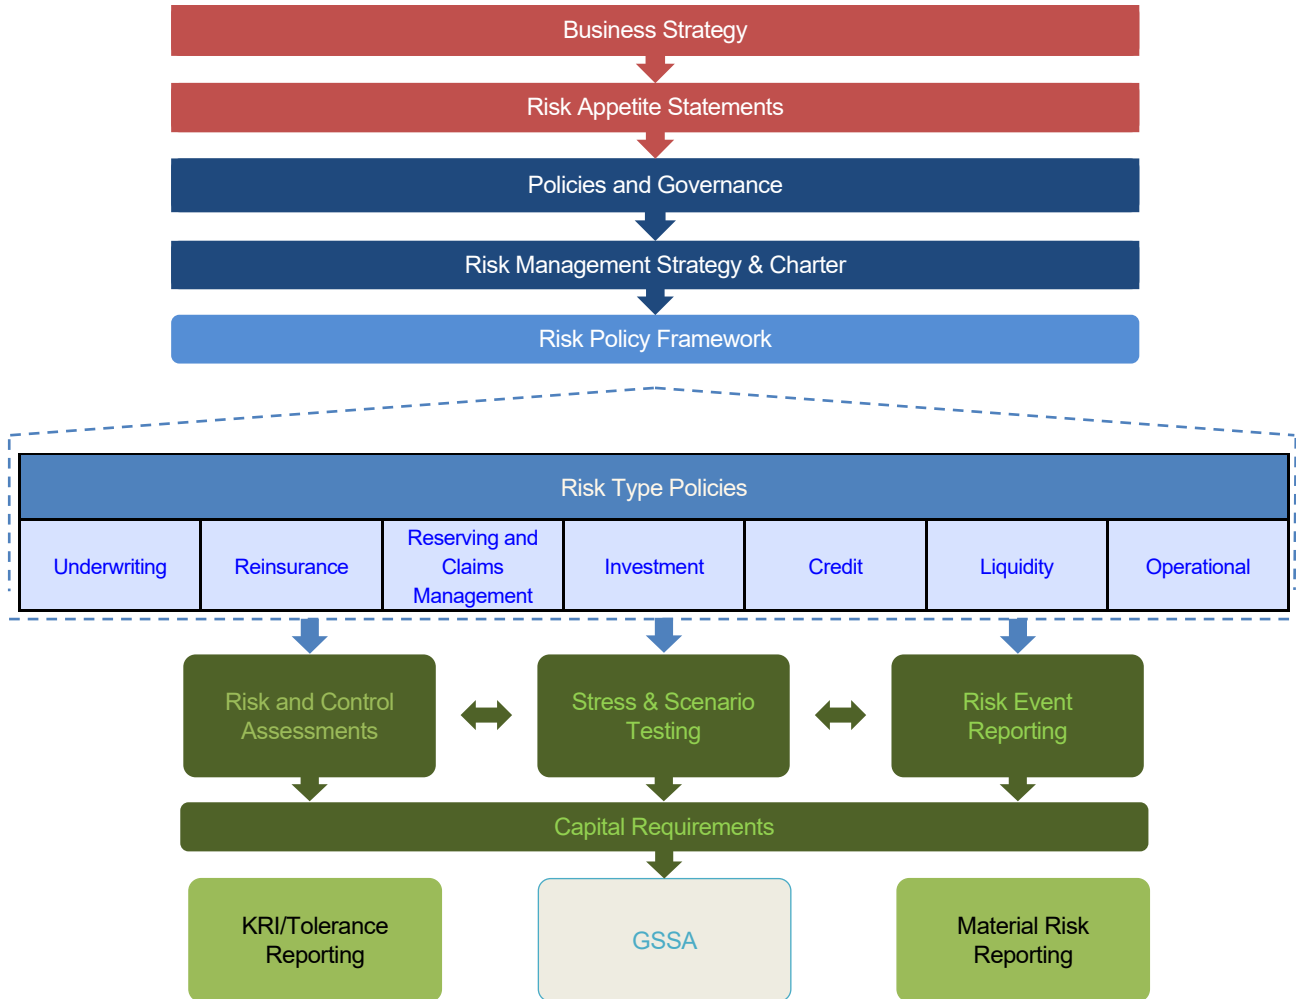 Business Strategy
Risk Appetite Statements
Policies and Governance
Risk Management Strategy & Charter
Risk Policy Framework
Risk Type Policies
Underwriting
Reinsurance
Reserving and
Claims
Management
Investment
Credit
Liquidity
Operational
Risk and Control
Assessments
Stress & Scenario
Testing
Risk Event
Reporting
Capital Requirements
KRI/Tolerance
Reporting
GSSA
Material Risk
Reporting